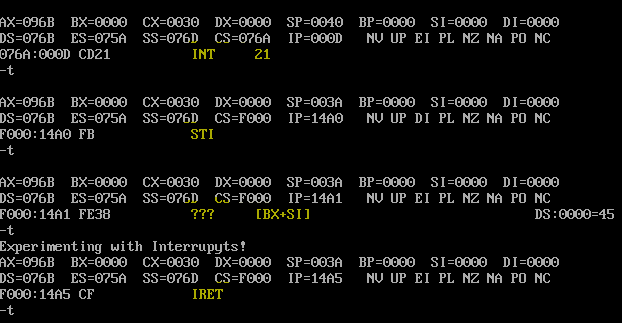 AX=096B  BX=0000  CX=0030  DX=0000  SP=0040  BP=0000  SI=0000  DI=0000
DS=076B  ES=075A  SS=076D  CS=076A  IP=000D   NV UP EI PL NZ NA PO NC
076A:000D CD21          INT     21
-t
AX=096B  BX=0000  CX=0030  DX=0000  SP=003A  BP=0000  SI=0000  DI=0000
DS=076B  ES=075A  SS=076D  CS=F000  IP=14A0   NV UP DI PL NZ NA PO NC
F000:14A0 FB            STI
-t
AX=096B  BX=0000  CX=0030  DX=0000  SP=003A  BP=0000  SI=0000  DI=0000
DS=076B  ES=075A  SS=076D  CS=F000  IP=14A1   NV UP EI PL NZ NA PO NC
F000:14A1 FE38          ???     [BX+SI]                            DS:0000=45
-t
Experimenting with Interrupyts!
AX=096B  BX=0000  CX=0030  DX=0000  SP=003A  BP=0000  SI=0000  DI=0000
DS=076B  ES=075A  SS=076D  CS=F000  IP=14A5   NV UP EI PL NZ NA PO NC
F000:14A5 CF            IRET
-t